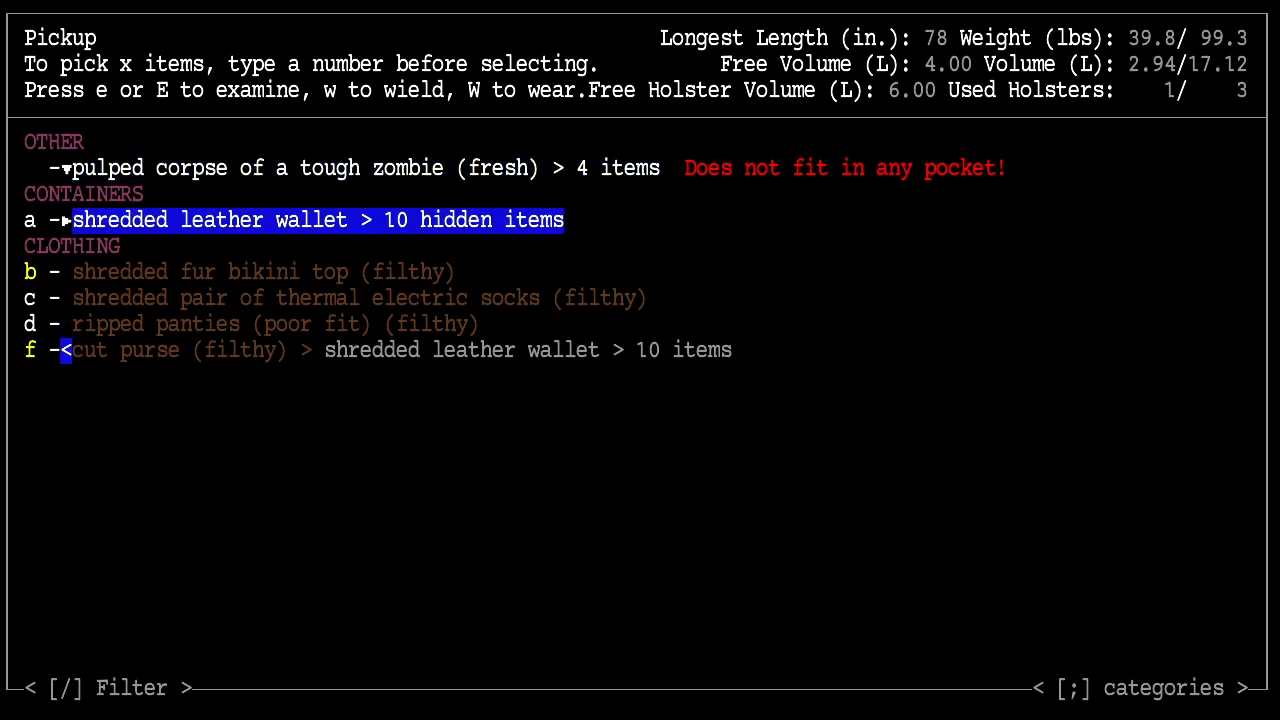 Pickup Longest Length (in.): 78 Weight (lbs): 39.8/ 99.3
To pick x items, type a number before selecting. Free Volume (L): 4.00 Volume (L): 2.94/17.12
Press e or E to examine, w to wield, W to wear.Free Holster Volume (L): 6.00 Used Holsters: 1/ 3
OTHER
-▾pulped corpse of a tough zombie (fresh) > 4 items Does not fit in any pocket!
CONTAINERS
a -▸shredded leather wallet > 10 hidden items
CLOTHING
b - shredded fur bikini top (filthy)
c - shredded pair of thermal electric socks (filthy)
d - ripped panties (poor fit) (filthy)
f -<cut purse (filthy) > shredded leather wallet > 10 items
< [/] Filter > < [;] categories >